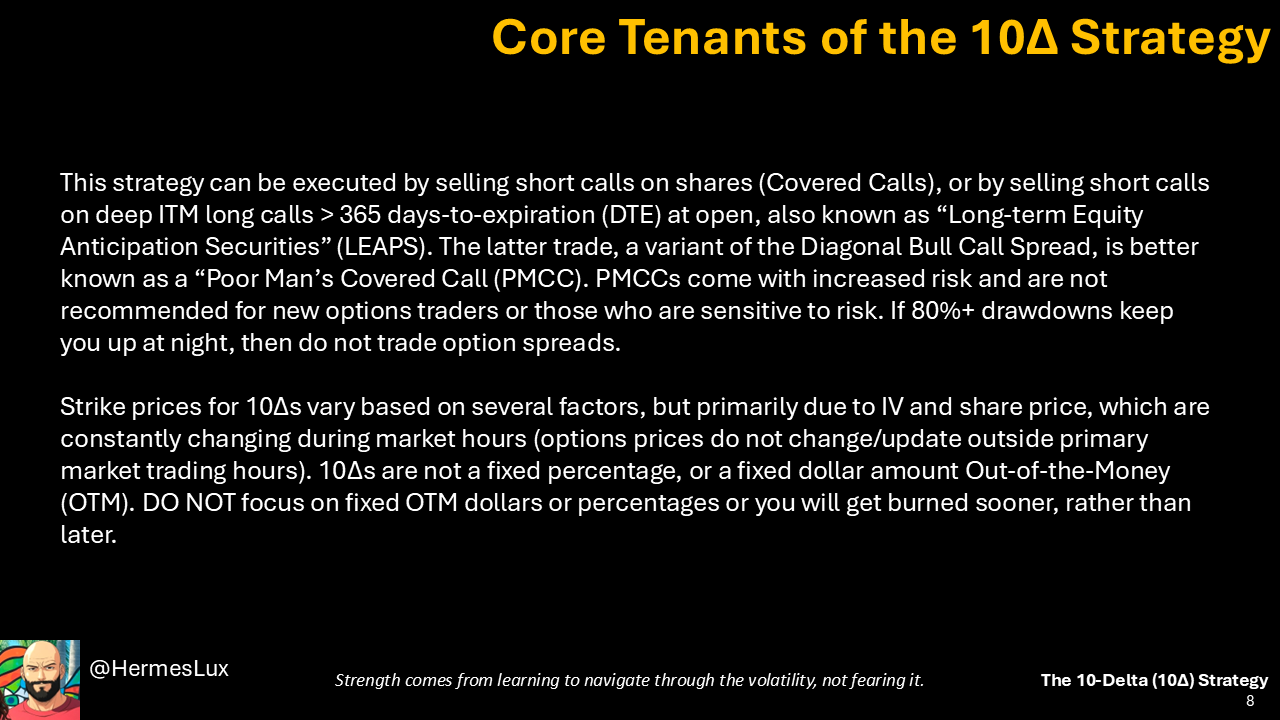 Core Tenants of the 10Δ Strategy
This strategy can be executed by selling short calls on shares (Covered Calls), or by selling short calls
on deep ITM long calls > 365 days-to-expiration (DTE) at open, also known as “Long-term Equity
Anticipation Securities” (LEAPS). The latter trade, a variant of the Diagonal Bull Call Spread, is better
known as a “Poor Man’s Covered Call (PMCC). PMCCs come with increased risk and are not
recommended for new options traders or those who are sensitive to risk. If 80%+ drawdowns keep
you up at night, then do not trade option spreads.
Strike prices for 10Δs vary based on several factors, but primarily due to IV and share price, which are
constantly changing during market hours (options prices do not change/update outside primary
market trading hours). 10Δs are not a fixed percentage, or a fixed dollar amount Out-of-the-Money
(OTM). DO NOT focus on fixed OTM dollars or percentages or you will get burned sooner, rather than
later.
@HermesLux
Strength comes from learning to navigate through the volatility, not fearing it.
The 10-Delta (10Δ) Strategy
8